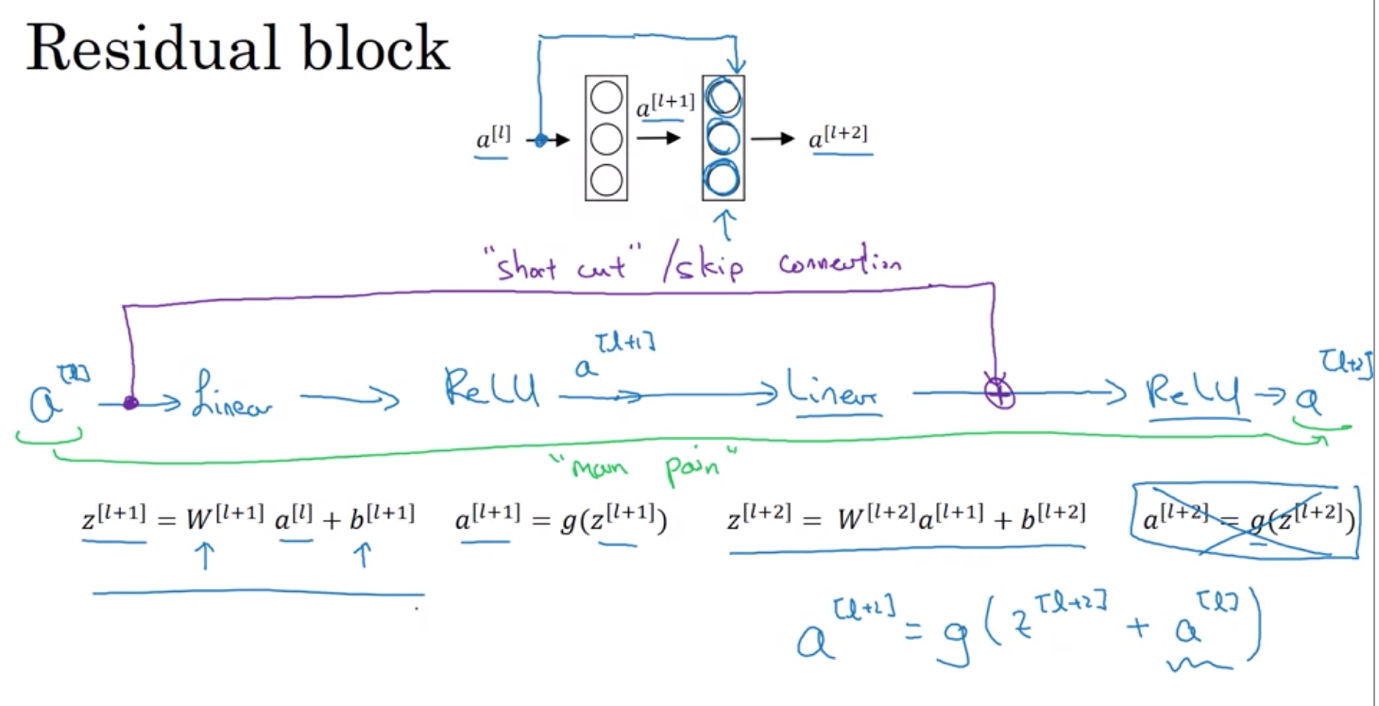 Residual block
a^[l] a^[l+1] a^[l+2]
"short cut" / skip connection
a^[l] → Linear → ReLU a^[l+1] → Linear → ⊕ → ReLU → a^[l+2]
"main pain"
z^[l+1] = W^[l+1] a^[l] + b^[l+1] a^[l+1] = g(z^[l+1]) z^[l+2] = W^[l+2]a^[l+1] + b^[l+2] a^[l+2] = g(z^[l+2])
a^[l+2] = g(z^[l+2] + a^[l])